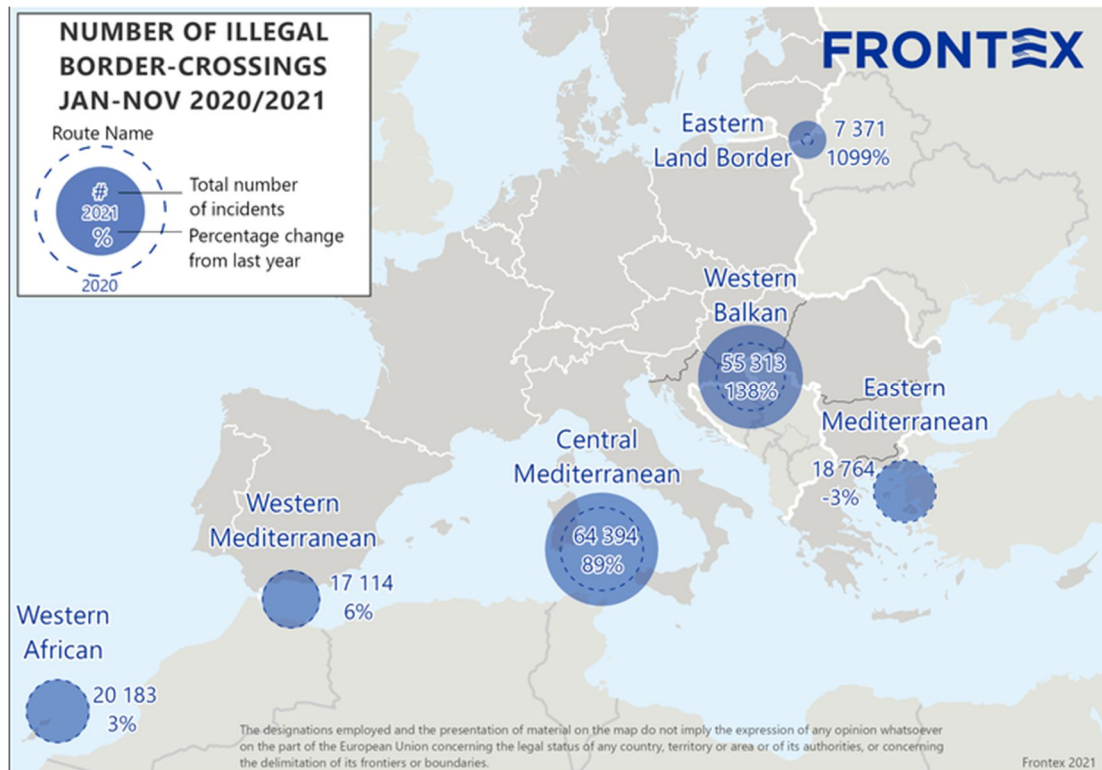 NUMBER OF ILLEGAL
BORDER-CROSSINGS
JAN-NOV 2020/2021
Route Name
#
2021
%
2020
Total number
of incidents
Percentage change
from last year
FRONTEX
Eastern
Land Border
7 371
1099%
Western
Balkan
55 313
138%
Eastern
Mediterranean
18 764
-3%
Central
Mediterranean
64 394
89%
Western
Mediterranean
17 114
6%
Western
African
20 183
3%
The designations employed and the presentation of material on the map do not imply the expression of any opinion whatsoever
on the part of the European Union concerning the legal status of any country, territory or area or of its authorities, or concerning
the delimitation of its frontiers or boundaries.
Frontex 2021